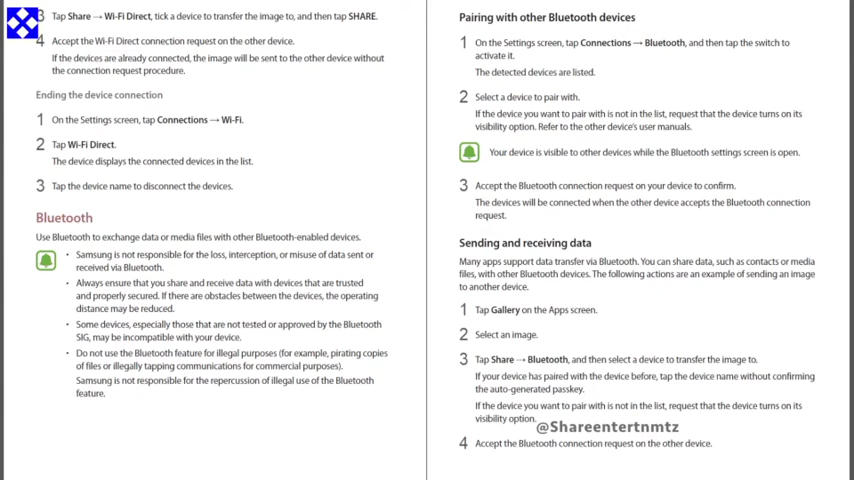 3 Tap Share → Wi-Fi Direct, tick a device to transfer the image to, and then tap SHARE.
4 Accept the Wi-Fi Direct connection request on the other device.
If the devices are already connected, the image will be sent to the other device without
the connection request procedure.
Ending the device connection
1 On the Settings screen, tap Connections → Wi-Fi.
2 Tap Wi-Fi Direct.
The device displays the connected devices in the list.
3 Tap the device name to disconnect the devices.
Bluetooth
Use Bluetooth to exchange data or media files with other Bluetooth-enabled devices.
• Samsung is not responsible for the loss, interception, or misuse of data sent or
received via Bluetooth.
• Always ensure that you share and receive data with devices that are trusted
and properly secured. If there are obstacles between the devices, the operating
distance may be reduced.
• Some devices, especially those that are not tested or approved by the Bluetooth
SIG, may be incompatible with your device.
• Do not use the Bluetooth feature for illegal purposes (for example, pirating copies
of files or illegally tapping communications for commercial purposes).
Samsung is not responsible for the repercussion of illegal use of the Bluetooth
feature.
Pairing with other Bluetooth devices
1 On the Settings screen, tap Connections → Bluetooth, and then tap the switch to
activate it.
The detected devices are listed.
2 Select a device to pair with.
If the device you want to pair with is not in the list, request that the device turns on its
visibility option. Refer to the other device's user manuals.
Your device is visible to other devices while the Bluetooth settings screen is open.
3 Accept the Bluetooth connection request on your device to confirm.
The devices will be connected when the other device accepts the Bluetooth connection
request.
Sending and receiving data
Many apps support data transfer via Bluetooth. You can share data, such as contacts or media
files, with other Bluetooth devices. The following actions are an example of sending an image
to another device.
1 Tap Gallery on the Apps screen.
2 Select an image.
3 Tap Share → Bluetooth, and then select a device to transfer the image to.
If your device has paired with the device before, tap the device name without confirming
the auto-generated passkey.
If the device you want to pair with is not in the list, request that the device turns on its
visibility option.
@Shareentertnmtz
4 Accept the Bluetooth connection request on the other device.